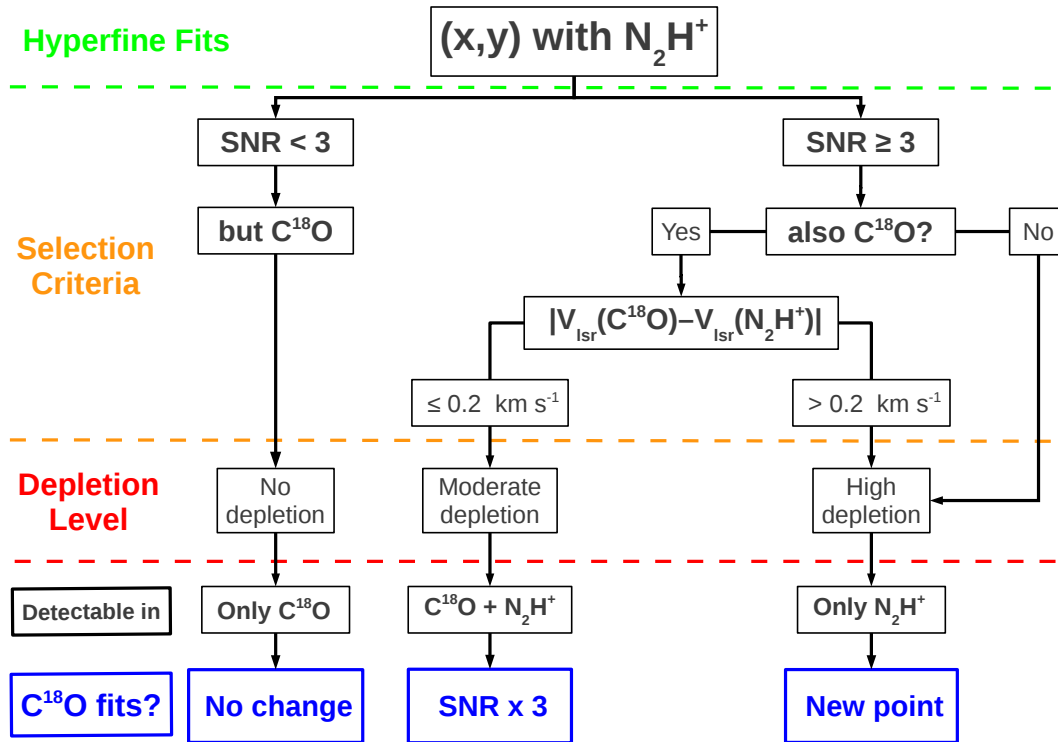 Hyperfine Fits
(x,y) with N₂H⁺
SNR < 3
SNR ≥ 3
but C¹⁸O
Yes
also C¹⁸O?
No
Selection
Criteria
|Vₗₛᵣ(C¹⁸O)–Vₗₛᵣ(N₂H⁺)|
≤ 0.2 km s⁻¹
> 0.2 km s⁻¹
Depletion
Level
No
depletion
Moderate
depletion
High
depletion
Detectable in
Only C¹⁸O
C¹⁸O + N₂H⁺
Only N₂H⁺
C¹⁸O fits?
No change
SNR x 3
New point